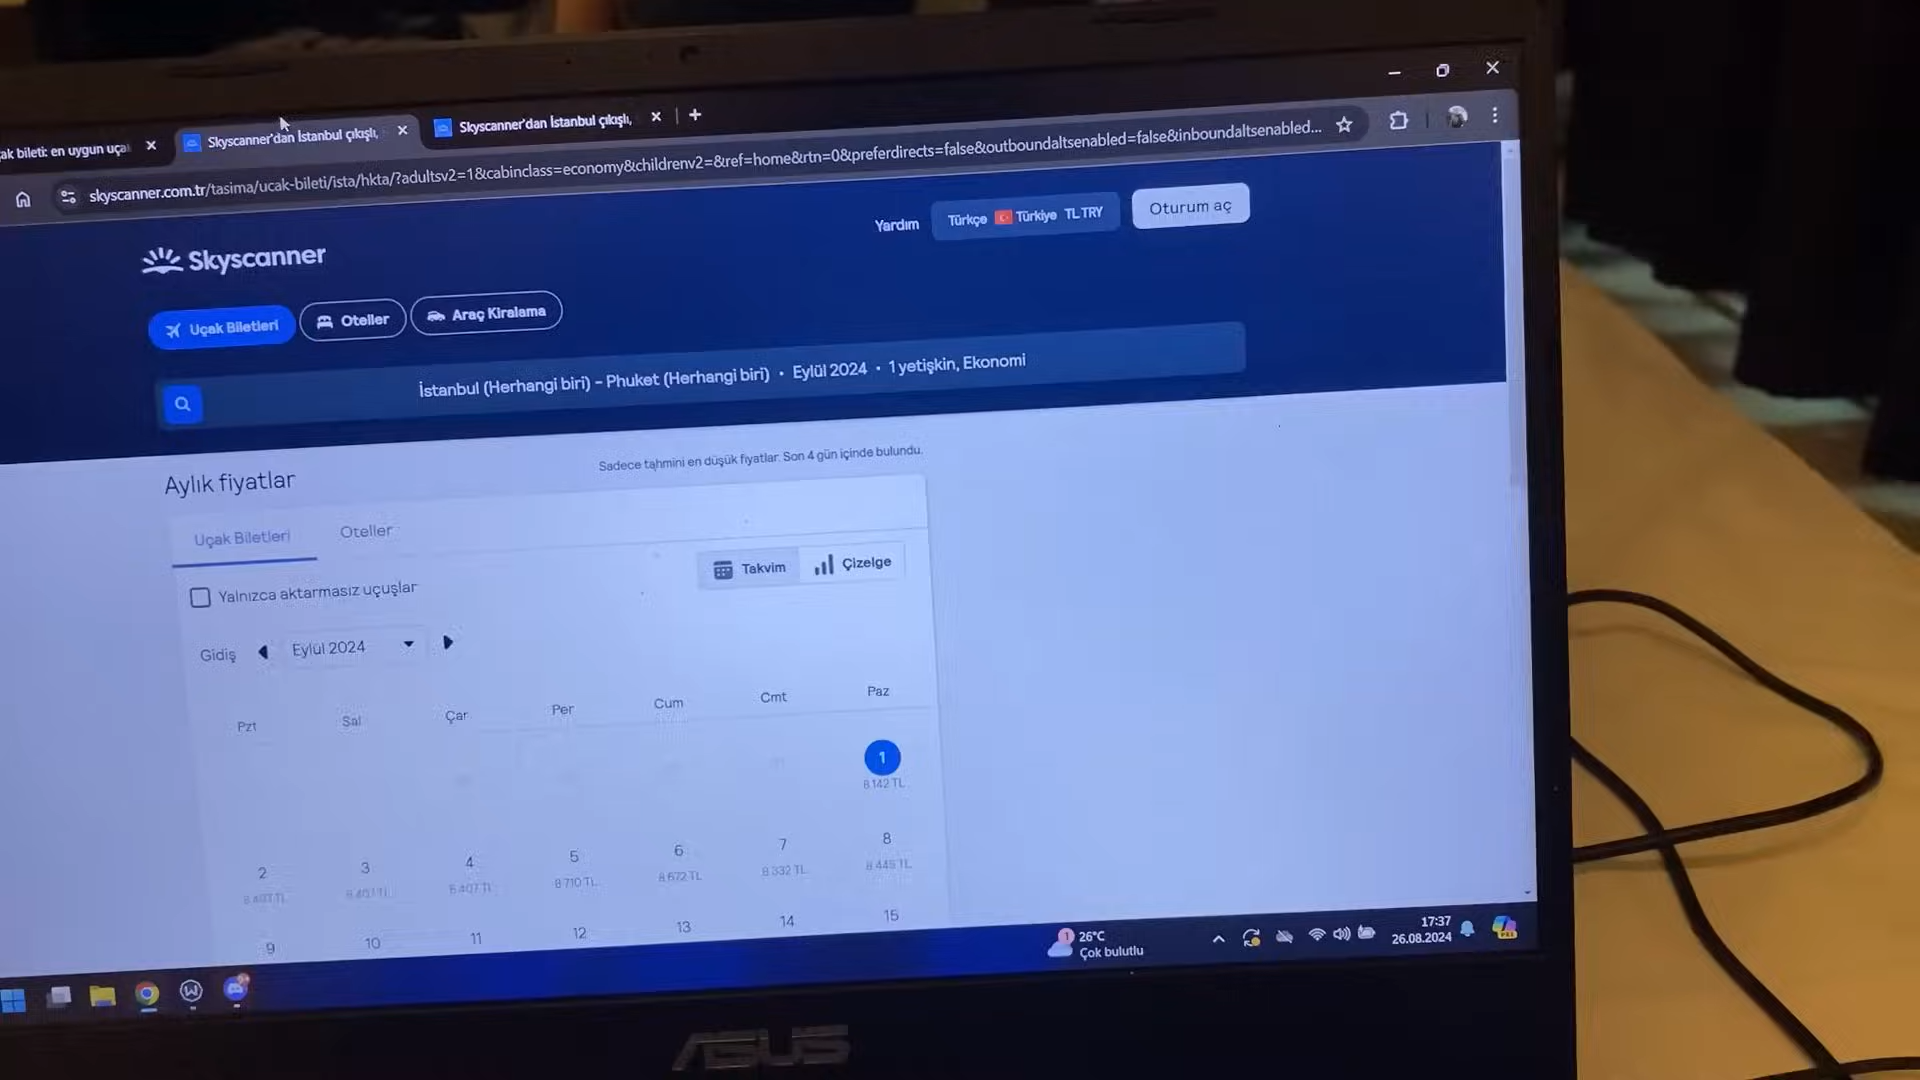 ak bileti: en uygun uça
Skyscanner'dan İstanbul çıkışlı,
Skyscanner'dan İstanbul çıkışlı,
skyscanner.com.tr/tasima/ucak-bileti/ista/hkta/?adultsv2=1&cabinclass=economy&childrenv2=&ref=home&rtn=0&preferdirects=false&outboundaltsenabled=false&inboundaltsenabled...
Skyscanner
Yardım
Türkçe Türkiye TL TRY
Oturum aç
Uçak Biletleri
Oteller
Araç Kiralama
İstanbul (Herhangi biri) - Phuket (Herhangi biri) • Eylül 2024 • 1 yetişkin, Ekonomi
Aylık fiyatlar
Sadece tahmini en düşük fiyatlar. Son 4 gün içinde bulundu.
Uçak Biletleri
Oteller
Takvim
Çizelge
Yalnızca aktarmasız uçuşlar
Gidiş
Eylül 2024
Pzt Sal Çar Per Cum Cmt Paz
1
8.142 TL
2 3 4 5 6 7 8
8.710 TL 8.672 TL 8.332 TL 8.445 TL
9 10 11 12 13 14 15
1
26°C
Çok bulutlu
17:37
26.08.2024
ASUS